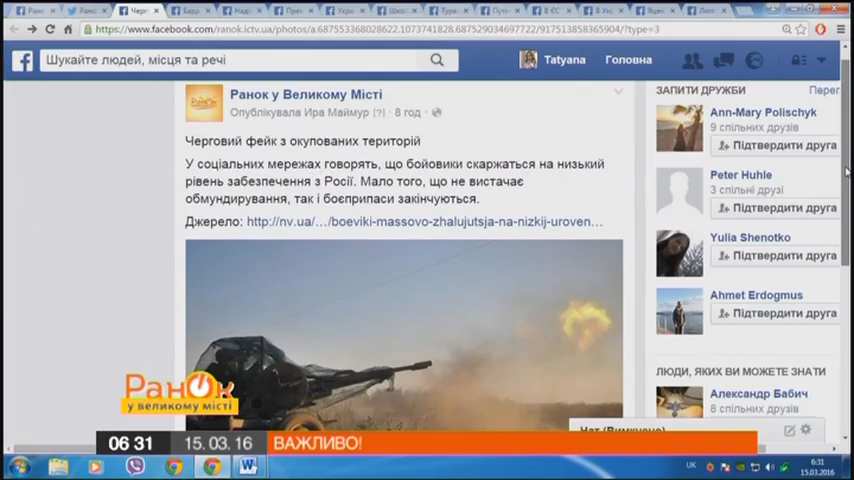 https://www.facebook.com/ranok.ictv.ua/photos/a.687553368028622.1073741828.687529034697722/917513858365904/?type=3
Шукайте людей, місця та речі
Tatyana
Головна
Ранок у Великому Місті
Опублікувала Ира Маймур [?] · 8 год ·
Черговий фейк з окупованих територій
У соціальних мережах говорять, що бойовики скаржаться на низький
рівень забезпечення з Росії. Мало того, що не вистачає
обмундирування, так і боєприпаси закінчуються.
Джерело: http://nv.ua/…/boeviki-massovo-zhalujutsja-na-nizkij-uroven…
ЗАПИТИ ДРУЖБИ
Ann-Mary Polischyk
9 спільних друзів
Підтвердити друга
Peter Huhle
3 спільні друзі
Підтвердити друга
Yulia Shenotko
Підтвердити друга
Ahmet Erdogmus
Підтвердити друга
ЛЮДИ, ЯКИХ ВИ МОЖЕТЕ ЗНАТИ
Александр Бабич
8 спільних друзів
РанОк
у великому місті
06 31
15. 03. 16
ВАЖЛИВО!
UK
6:31
15.03.2016